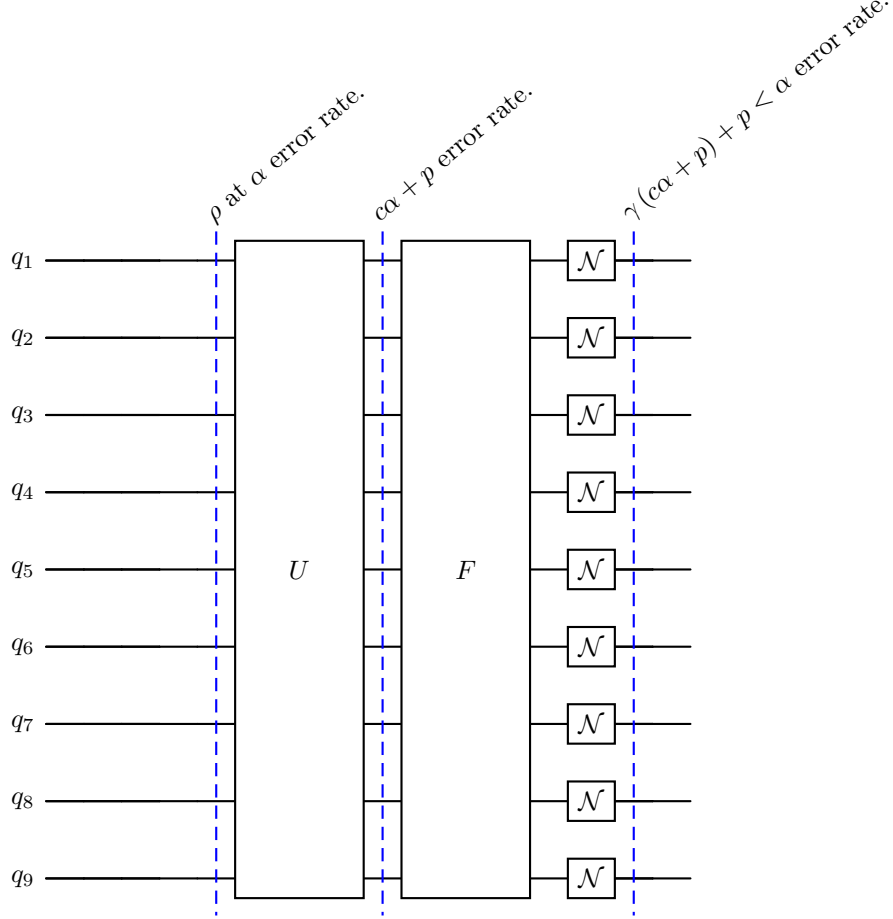 ρ at α error rate.
cα + p error rate.
γ (cα + p) + p < α error rate.
q₁ 𝒩
q₂ 𝒩
q₃ 𝒩
q₄ 𝒩
q₅ U F 𝒩
q₆ 𝒩
q₇ 𝒩
q₈ 𝒩
q₉ 𝒩